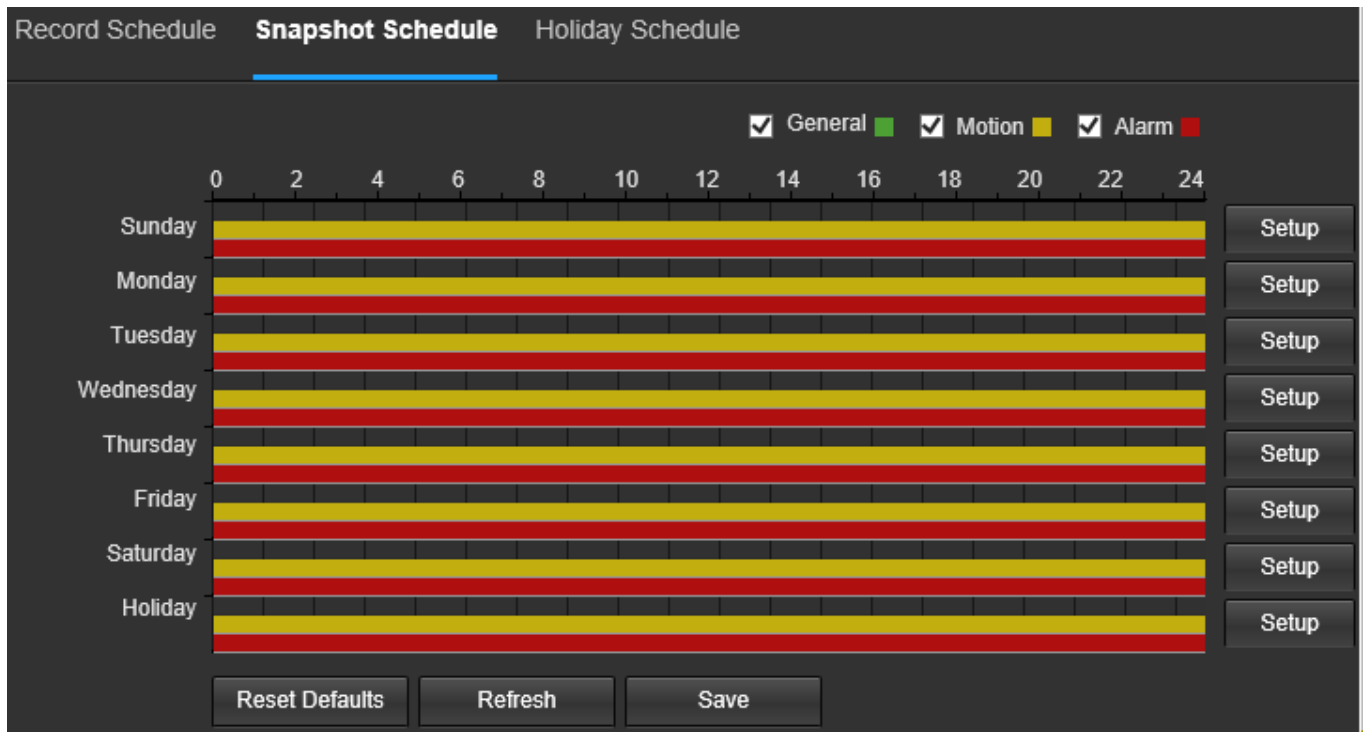 Record Schedule Snapshot Schedule Holiday Schedule
General Motion Alarm
0 2 4 6 8 10 12 14 16 18 20 22 24
Sunday Setup
Monday Setup
Tuesday Setup
Wednesday Setup
Thursday Setup
Friday Setup
Saturday Setup
Holiday Setup
Reset Defaults Refresh Save